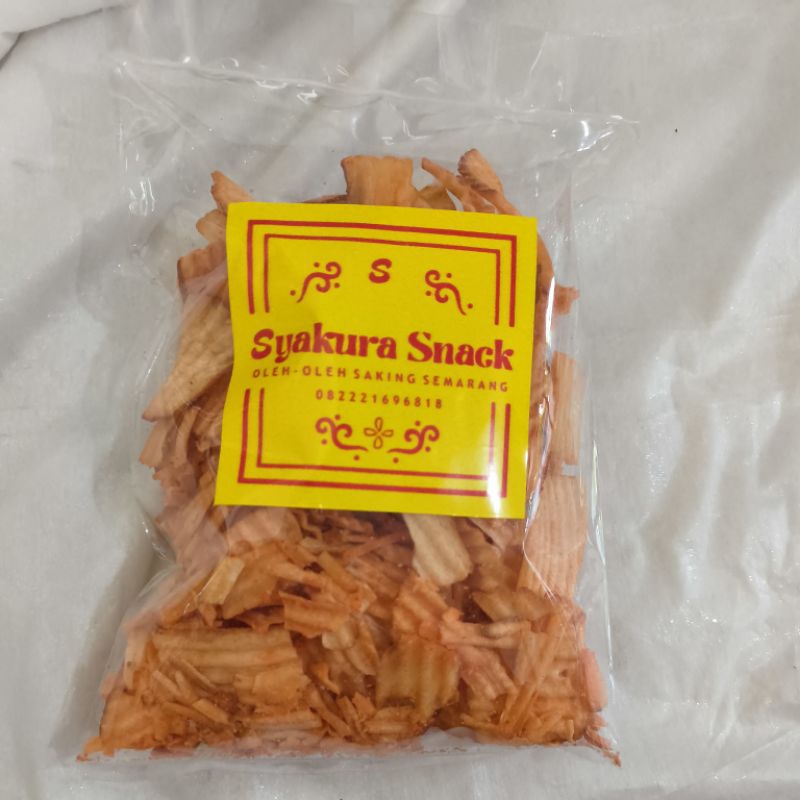 S
Syakura Snack
OLEH-OLEH SAKING SEMARANG
082221696818